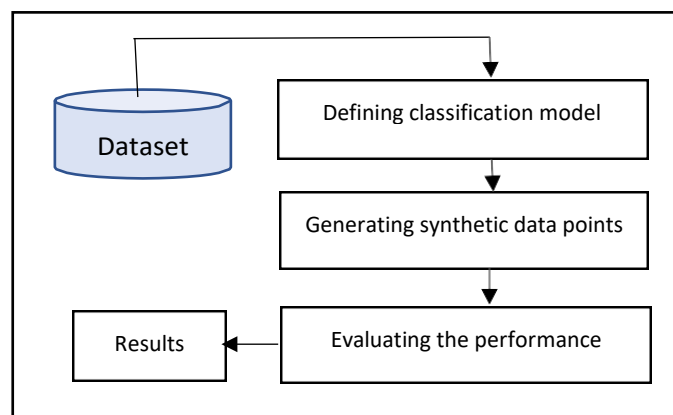 Dataset
Defining classification model
Generating synthetic data points
Evaluating the performance
Results